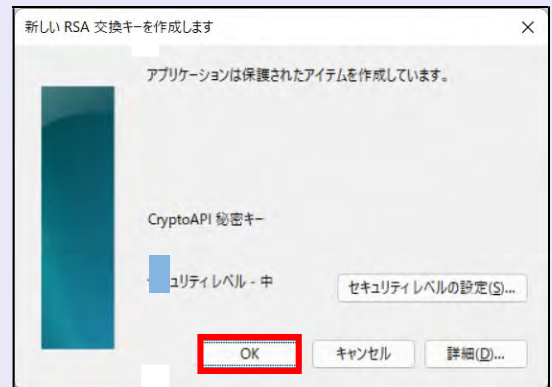 新しい RSA 交換キーを作成します
アプリケーションは保護されたアイテムを作成しています。
CryptoAPI 秘密キー
ュリティ レベル - 中
セキュリティ レベルの設定(S)...
OK キャンセル 詳細(D)...